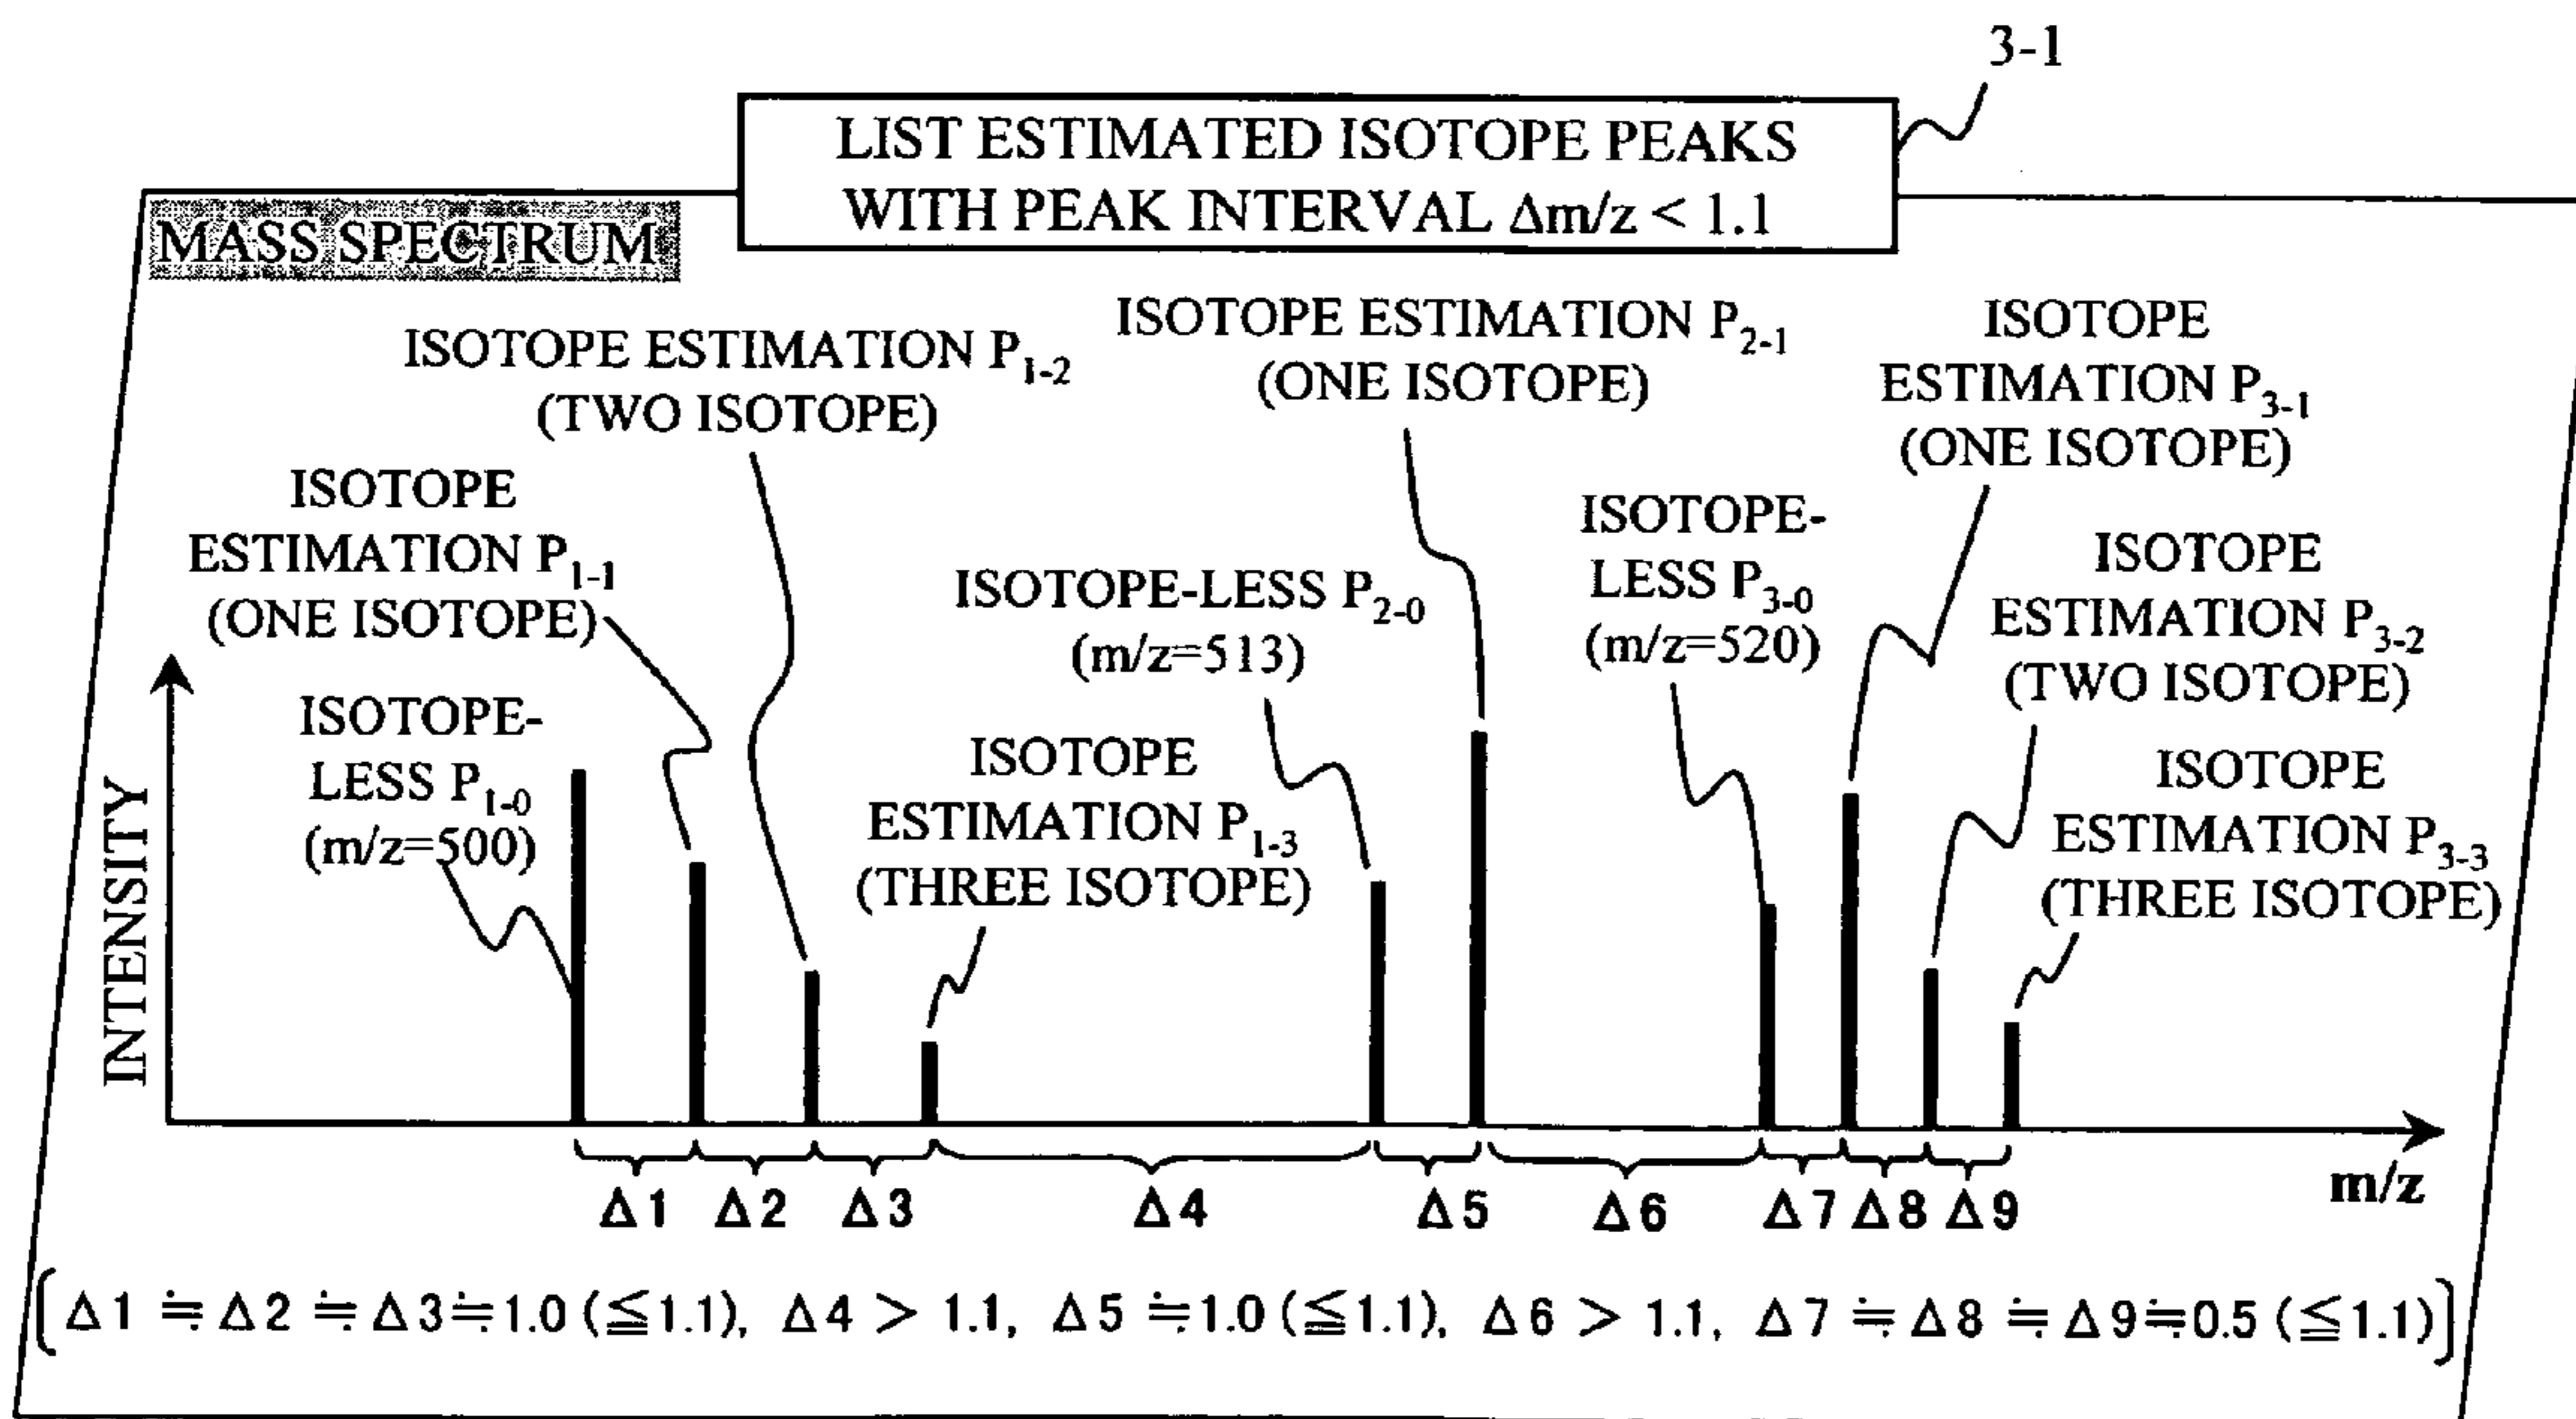 3-1
LIST ESTIMATED ISOTOPE PEAKS
WITH PEAK INTERVAL Δm/z < 1.1
MASS SPECTRUM
ISOTOPE ESTIMATION P1-2
(TWO ISOTOPE)
ISOTOPE ESTIMATION P2-1
(ONE ISOTOPE)
ISOTOPE
ESTIMATION P3-1
(ONE ISOTOPE)
ISOTOPE
ESTIMATION P1-1
(ONE ISOTOPE)
ISOTOPE-LESS P2-0
(m/z=513)
ISOTOPE-
LESS P3-0
(m/z=520)
ISOTOPE
ESTIMATION P3-2
(TWO ISOTOPE)
ISOTOPE-
LESS P1-0
(m/z=500)
ISOTOPE
ESTIMATION P1-3
(THREE ISOTOPE)
ISOTOPE
ESTIMATION P3-3
(THREE ISOTOPE)
INTENSITY
m/z
Δ1 Δ2 Δ3 Δ4 Δ5 Δ6 Δ7 Δ8 Δ9
[Δ1 ≒ Δ2 ≒ Δ3≒1.0 (≦1.1), Δ4 > 1.1, Δ5 ≒1.0 (≦1.1), Δ6 > 1.1, Δ7 ≒ Δ8 ≒ Δ9≒0.5 (≦1.1)]